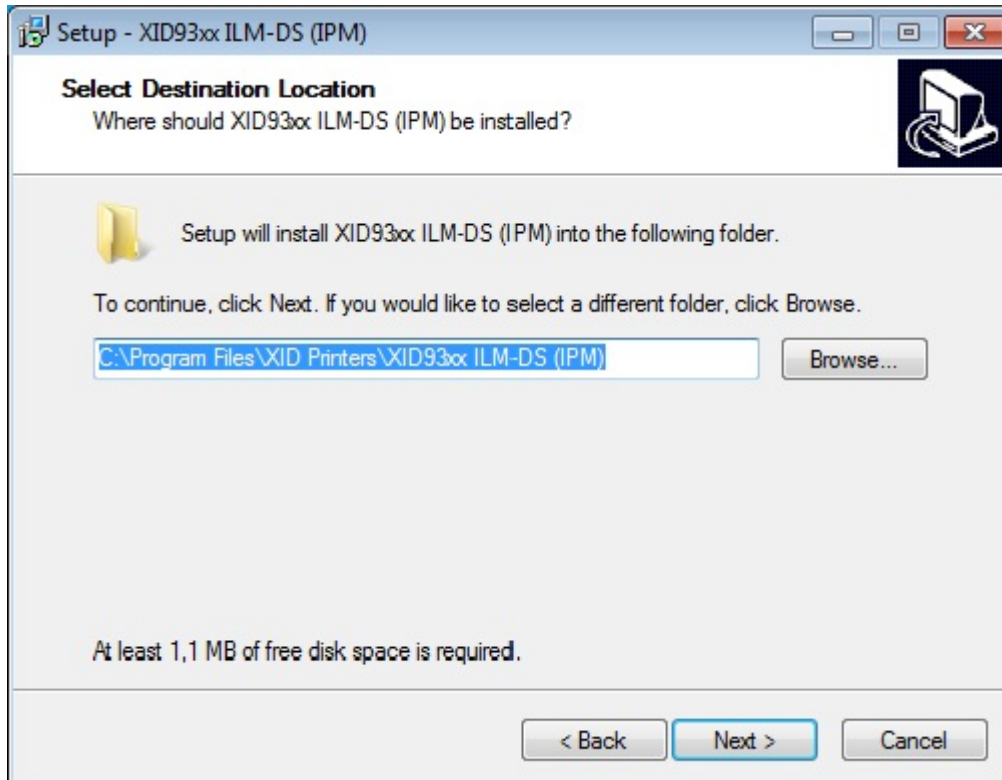 Setup - XID93xx ILM-DS (IPM)
Select Destination Location
Where should XID93xx ILM-DS (IPM) be installed?
Setup will install XID93xx ILM-DS (IPM) into the following folder.
To continue, click Next. If you would like to select a different folder, click Browse.
C:\Program Files\XID Printers\XID93xx ILM-DS (IPM)
Browse...
At least 1,1 MB of free disk space is required.
< Back
Next >
Cancel